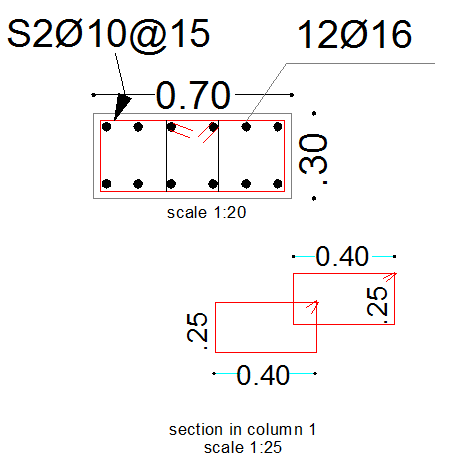 S2Ø10@15
12Ø16
0.70
.30
scale 1:20
0.40
.25
.25
0.40
section in column 1
scale 1:25